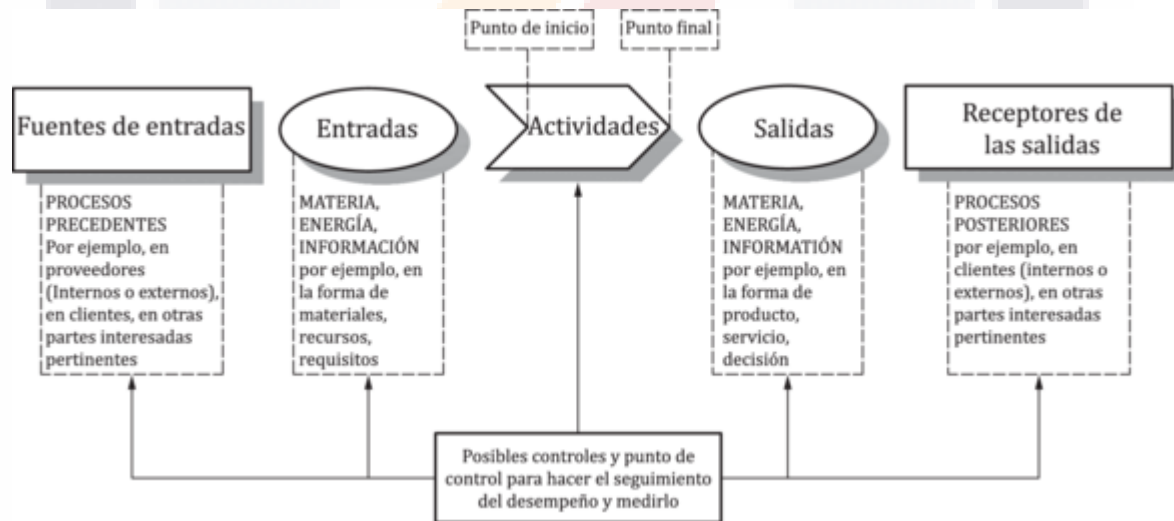 Punto de inicio
Punto final
Fuentes de entradas
Entradas
Actividades
Salidas
Receptores de
las salidas
PROCESOS
PRECEDENTES
Por ejemplo, en
proveedores
(Internos o externos),
en clientes, en otras
partes interesadas
pertinentes
MATERIA,
ENERGÍA,
INFORMACIÓN
por ejemplo, en
la forma de
materiales,
recursos,
requisitos
MATERIA,
ENERGÍA,
INFORMATIÓN
por ejemplo, en
la forma de
producto,
servicio,
decisión
PROCESOS
POSTERIORES
por ejemplo, en
clientes (internos o
externos), en otras
partes interesadas
pertinentes
Posibles controles y punto de
control para hacer el seguimiento
del desempeño y medirlo